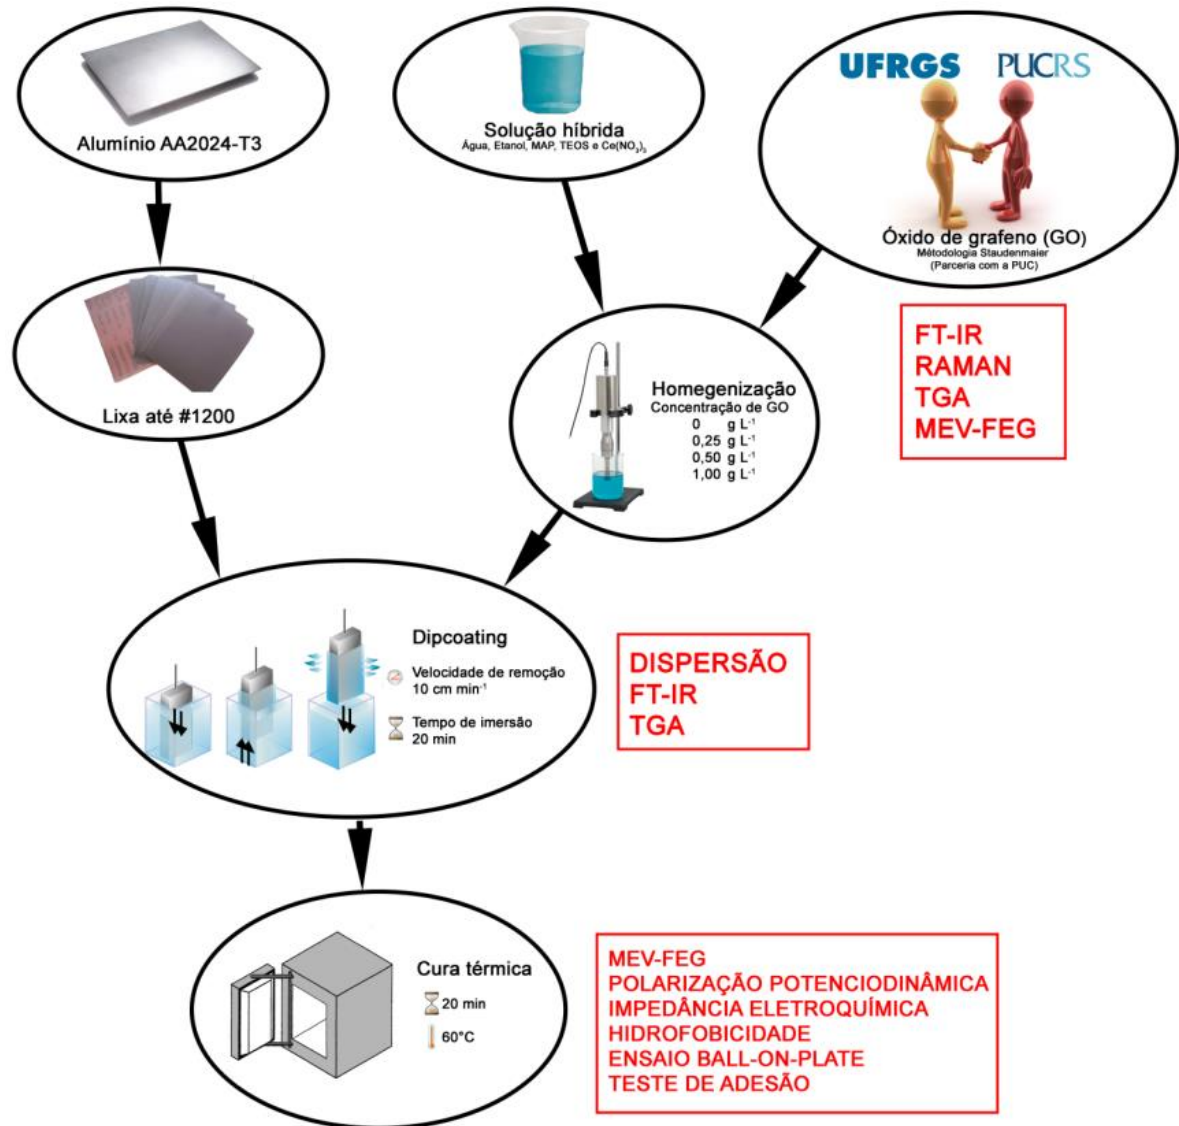 Alumínio AA2024-T3
Solução híbrida
Água, Etanol, MAP, TEOS e Ce(NO₃)₃
UFRGS PUCRS
Óxido de grafeno (GO)
Métodologia Staudenmaier
(Parceria com a PUC)
Lixa até #1200
Homegenização
Concentração de GO
0 g L⁻¹
0,25 g L⁻¹
0,50 g L⁻¹
1,00 g L⁻¹
FT-IR
RAMAN
TGA
MEV-FEG
Dipcoating
Velocidade de remoção
10 cm min⁻¹
Tempo de imersão
20 min
DISPERSÃO
FT-IR
TGA
Cura térmica
20 min
60°C
MEV-FEG
POLARIZAÇÃO POTENCIODINÂMICA
IMPEDÂNCIA ELETROQUÍMICA
HIDROFOBICIDADE
ENSAIO BALL-ON-PLATE
TESTE DE ADESÃO